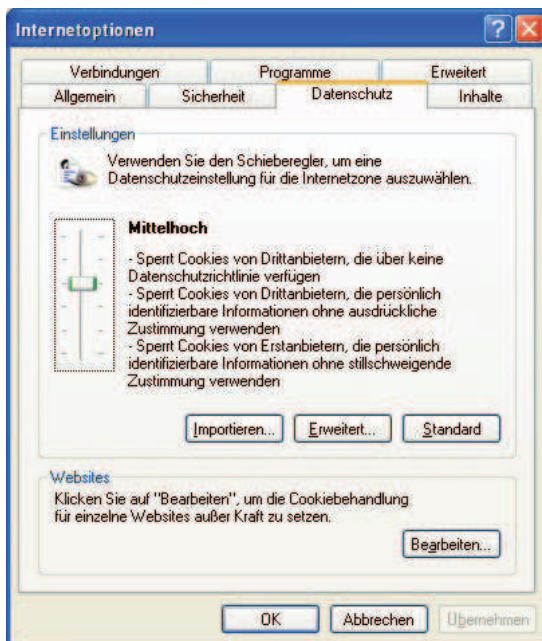 Internetoptionen
Verbindungen Programme Erweitert
Allgemein Sicherheit Datenschutz Inhalte
Einstellungen
Verwenden Sie den Schieberegler, um eine
Datenschutzeinstellung für die Internetzone auszuwählen.
Mittelhoch
- Sperrt Cookies von Drittanbietern, die über keine
Datenschutzrichtlinie verfügen
- Sperrt Cookies von Drittanbietern, die persönlich
identifizierbare Informationen ohne ausdrückliche
Zustimmung verwenden
- Sperrt Cookies von Erstanbietern, die persönlich
identifizierbare Informationen ohne stillschweigende
Zustimmung verwenden
Importieren... Erweitert... Standard
Websites
Klicken Sie auf "Bearbeiten", um die Cookiebehandlung
für einzelne Websites außer Kraft zu setzen.
Bearbeiten...
OK Abbrechen Übernehmen